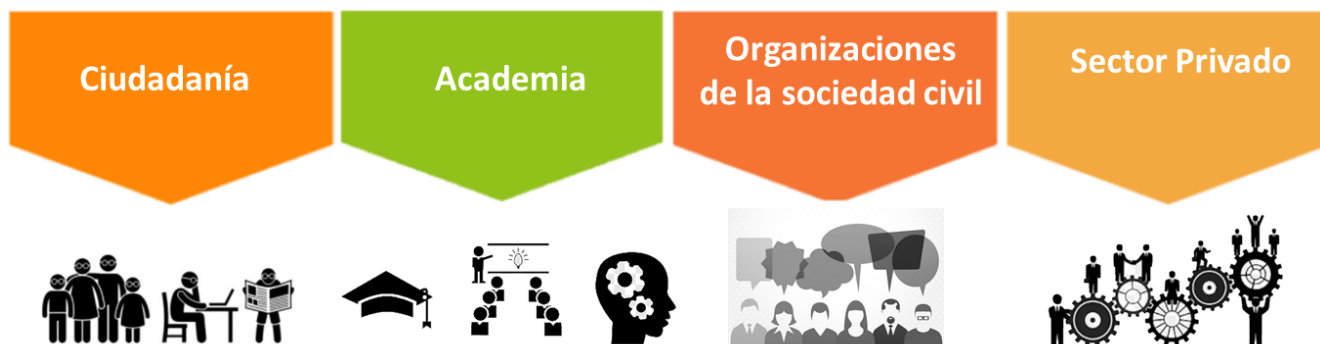 Ciudadanía
Academia
Organizaciones
de la sociedad civil
Sector Privado